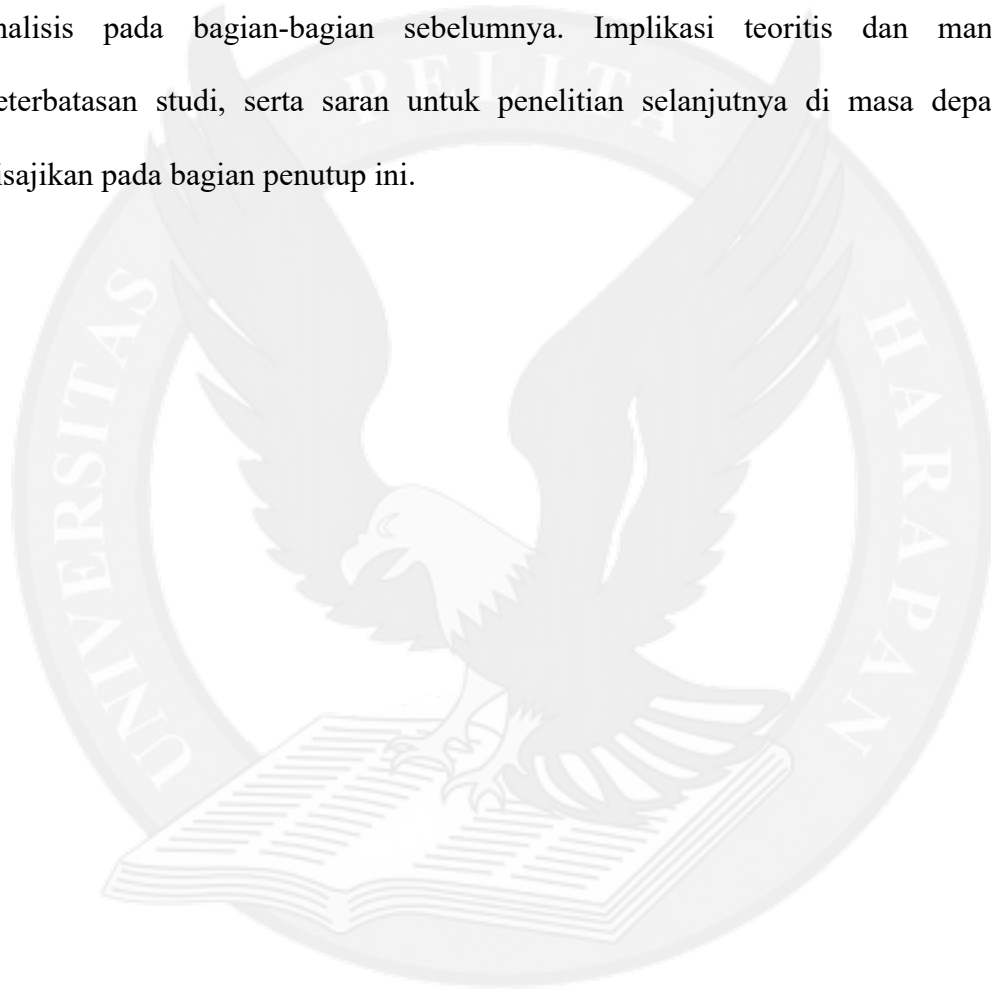 nalisis pada bagian-bagian sebelumnya. Implikasi teoritis dan man
eterbatasan studi, serta saran untuk penelitian selanjutnya di masa depa
isajikan pada bagian penutup ini.
UNIVERSITAS PELITA HARAPAN